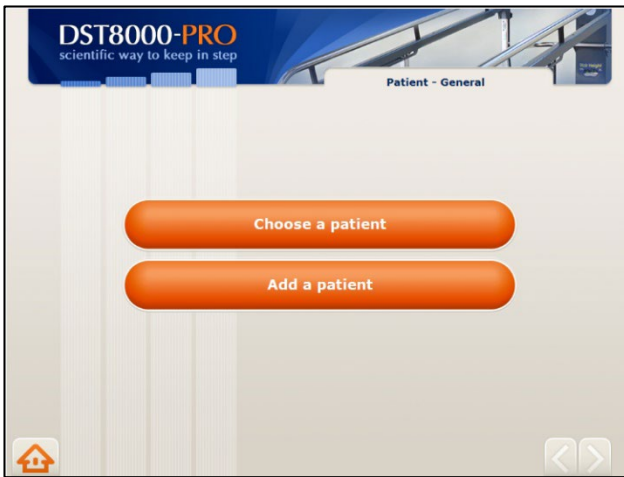 DST8000-PRO
scientific way to keep in step
Patient - General
Choose a patient
Add a patient